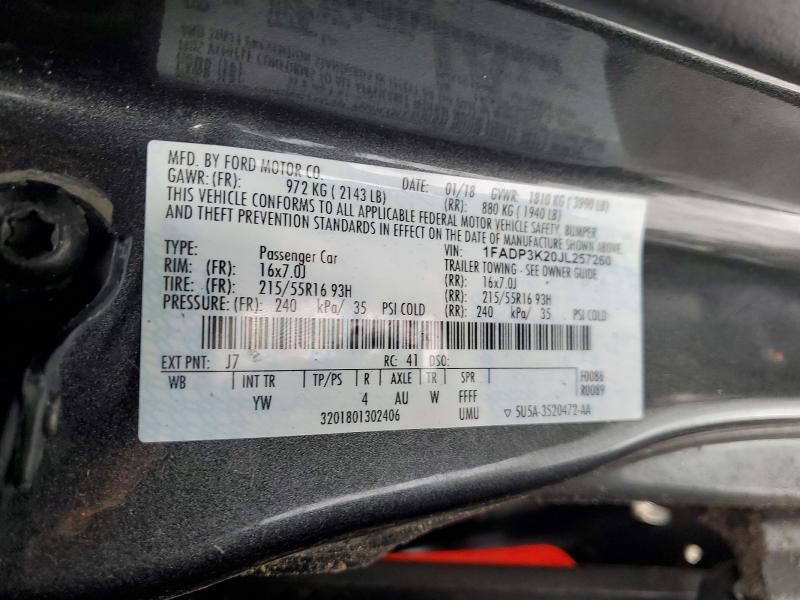 MFD. BY FORD MOTOR CO. DATE: 01/18 GVWR: 1810 KG ( 3990 LB)
GAWR: (FR): 972 KG ( 2143 LB) (RR): 880 KG ( 1940 LB)
THIS VEHICLE CONFORMS TO ALL APPLICABLE FEDERAL MOTOR VEHICLE SAFETY, BUMPER
AND THEFT PREVENTION STANDARDS IN EFFECT ON THE DATE OF MANUFACTURE SHOWN ABOVE.
VIN: 1FADP3K20JL257260
TYPE: Passenger Car TRAILER TOWING - SEE OWNER GUIDE
RIM: (FR): 16x7.0J (RR): 16x7.0J
TIRE: (FR): 215/55R16 93H (RR): 215/55R16 93H
PRESSURE: (FR): 240 kPa/ 35 PSI COLD (RR): 240 kPa/ 35 PSI COLD
EXT PNT: J7 RC: 41 DSO: F0086
WB INT TR TP/PS R AXLE TR SPR R0089
YW 4 AU W FFFF
3201801302406 UMU ▽ 5U5A-3520472-AA